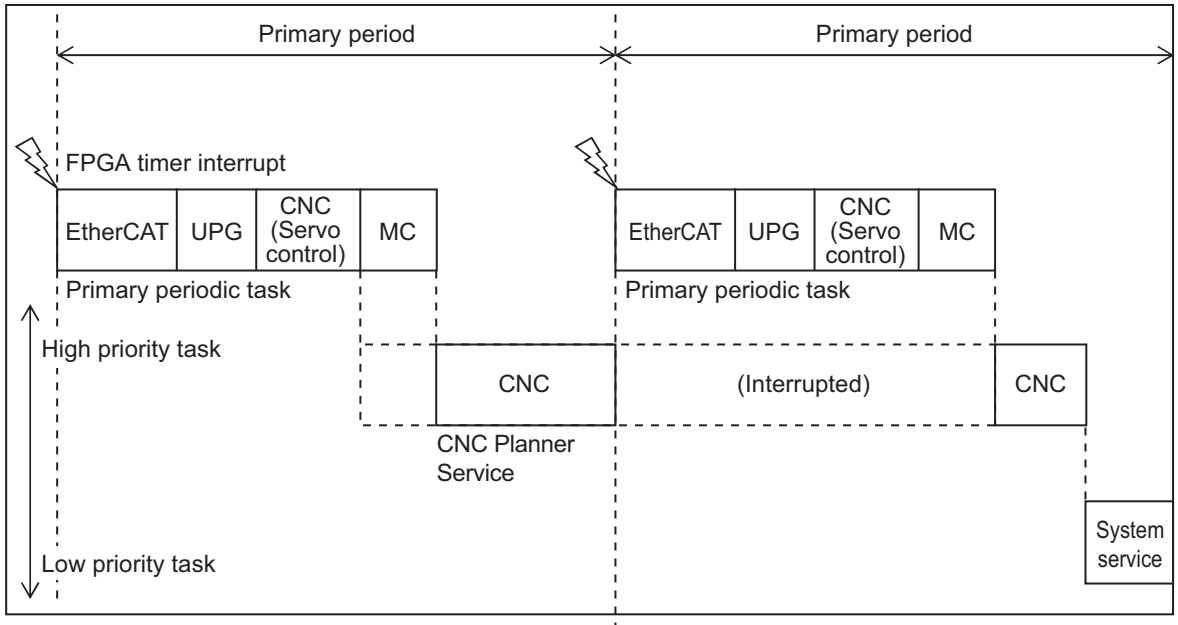 Primary period
Primary period
FPGA timer interrupt
EtherCAT
UPG
CNC
(Servo
control)
MC
EtherCAT
UPG
CNC
(Servo
control)
MC
Primary periodic task
Primary periodic task
High priority task
CNC
(Interrupted)
CNC
CNC Planner
Service
System
service
Low priority task